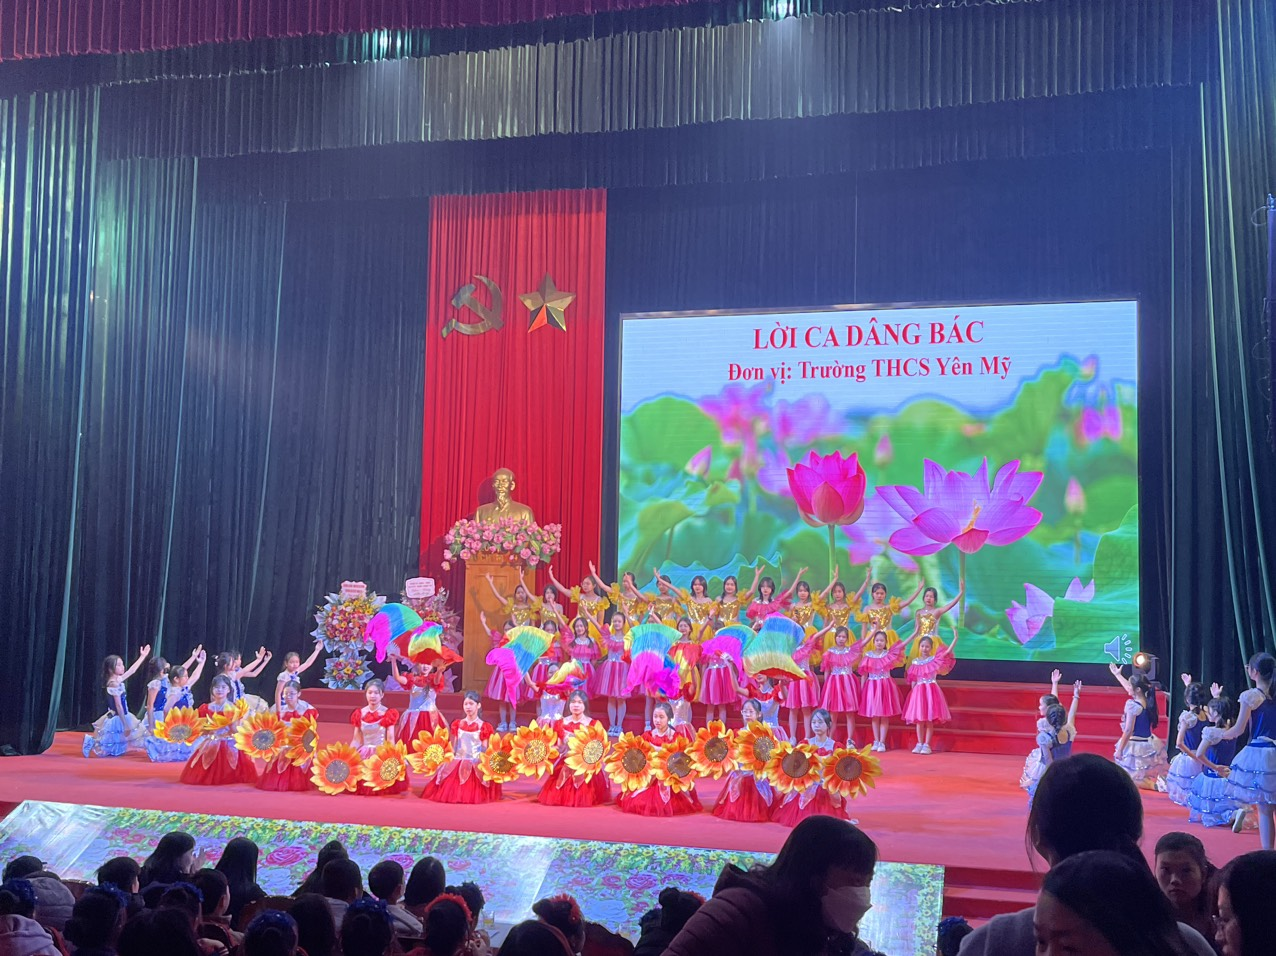 LỜI CA DÂNG BÁC
Đơn vị: Trường THCS Yên Mỹ